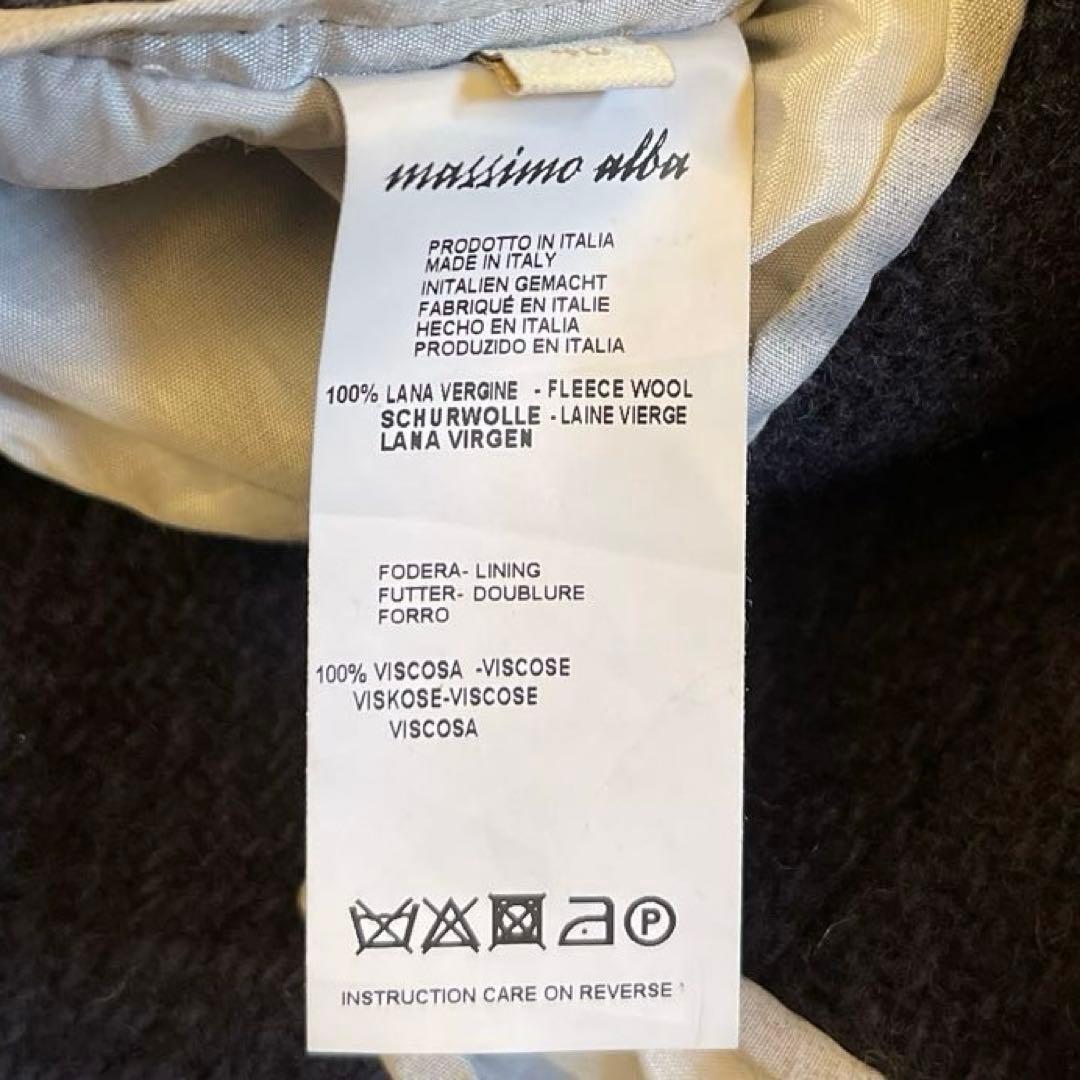 massimo alba
PRODOTTO IN ITALIA
MADE IN ITALY
INITALIEN GEMACHT
FABRIQUÉ EN ITALIE
HECHO EN ITALIA
PRODUZIDO EN ITALIA
100% LANA VERGINE - FLEECE WOOL
SCHURWOLLE - LAINE VIERGE
LANA VIRGEN
FODERA- LINING
FUTTER- DOUBLURE
FORRO
100% VISCOSA -VISCOSE
VISKOSE-VISCOSE
VISCOSA
P
INSTRUCTION CARE ON REVERSE